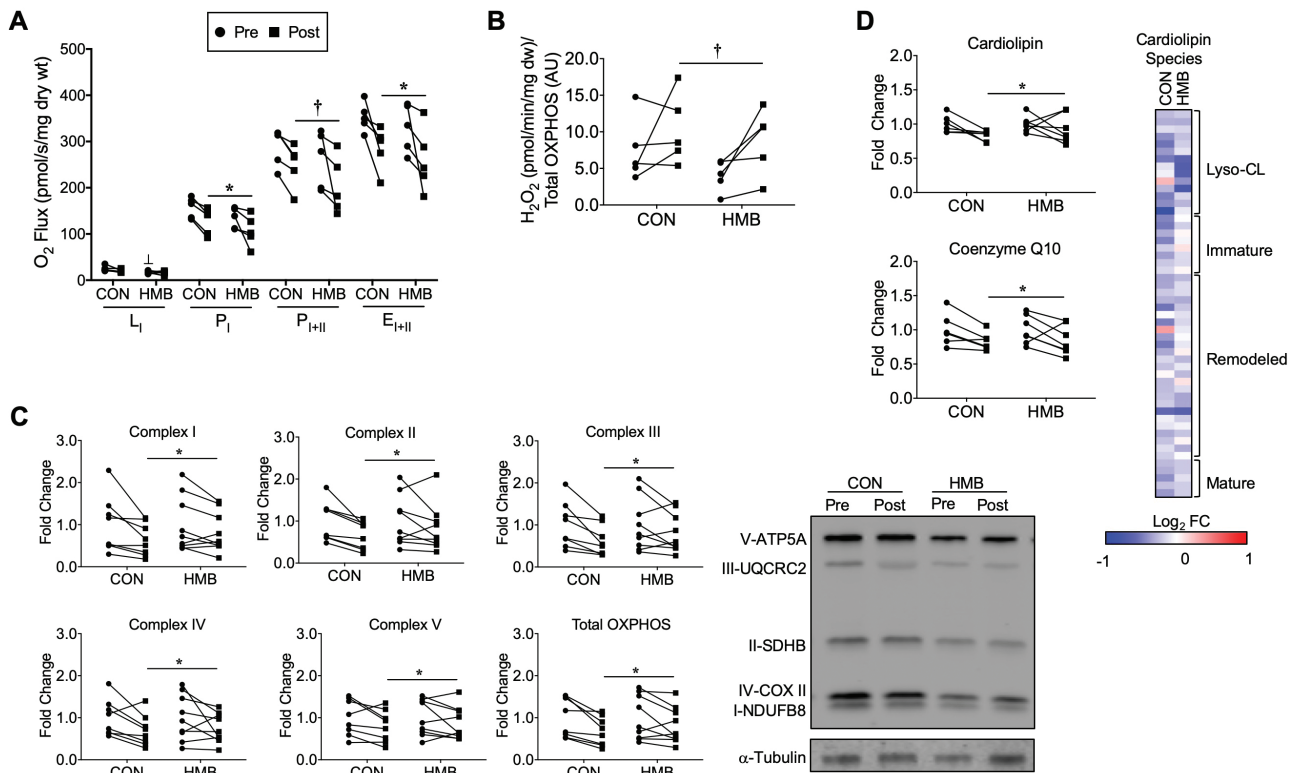 A
Pre Post
O2 Flux (pmol/s/mg dry wt)
500
400
300
200
100
0
*
†
*
⊥
CON HMB CON HMB CON HMB CON HMB
LI PI PI+II EI+II
B
H2O2 (pmol/min/mg dw)/
Total OXPHOS (AU)
20.0
15.0
10.0
5.0
0.0
†
CON HMB
C
Complex I
Fold Change
3.0
2.0
1.0
0.0
*
CON HMB
Complex II
Fold Change
3.0
2.0
1.0
0.0
*
CON HMB
Complex III
Fold Change
3.0
2.0
1.0
0.0
*
CON HMB
Complex IV
Fold Change
3.0
2.0
1.0
0.0
*
CON HMB
Complex V
Fold Change
3.0
2.0
1.0
0.0
*
CON HMB
Total OXPHOS
Fold Change
3.0
2.0
1.0
0.0
*
CON HMB
CON HMB
Pre Post Pre Post
V-ATP5A
III-UQCRC2
II-SDHB
IV-COX II
I-NDUFB8
α-Tubulin
D
Cardiolipin
Fold Change
2.0
1.5
1.0
0.5
0.0
*
CON HMB
Coenzyme Q10
Fold Change
2.0
1.5
1.0
0.5
0.0
*
CON HMB
Cardiolipin
Species
CON
HMB
Lyso-CL
Immature
Remodeled
Mature
Log2 FC
-1 0 1